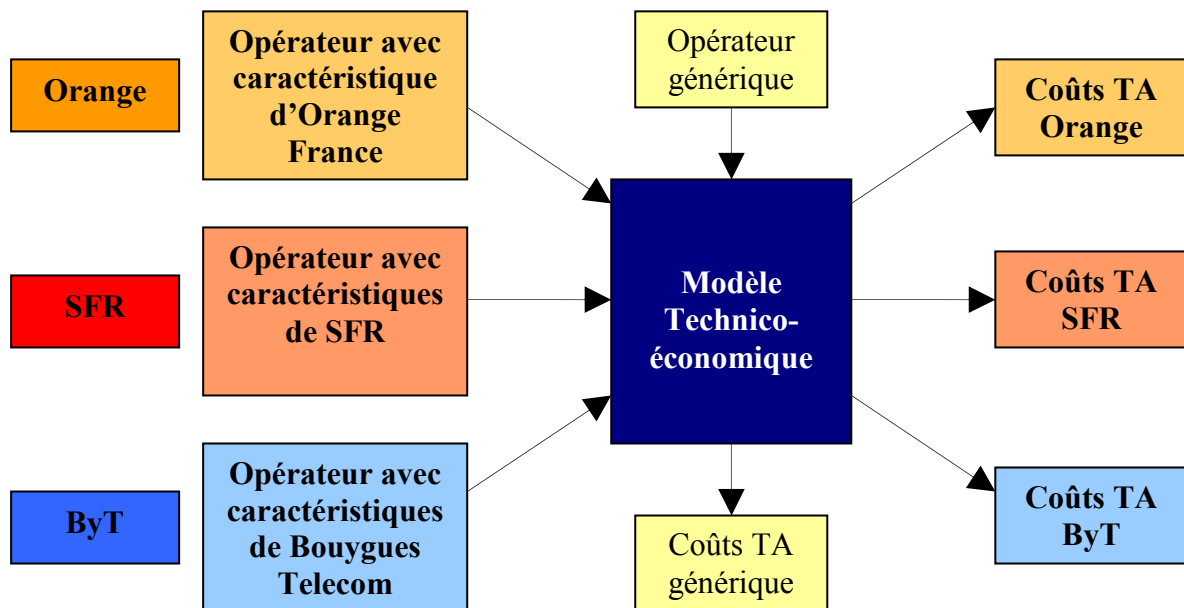 Orange
Opérateur avec
caractéristique
d’Orange
France
Opérateur
générique
Coûts TA
Orange
SFR
Opérateur avec
caractéristiques
de SFR
Modèle
Technico-
économique
Coûts TA
SFR
ByT
Opérateur avec
caractéristiques
de Bouygues
Telecom
Coûts TA
générique
Coûts TA
ByT